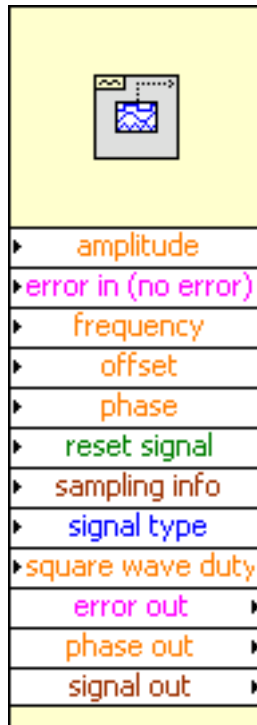 amplitude
error in (no error)
frequency
offset
phase
reset signal
sampling info
signal type
square wave duty
error out
phase out
signal out